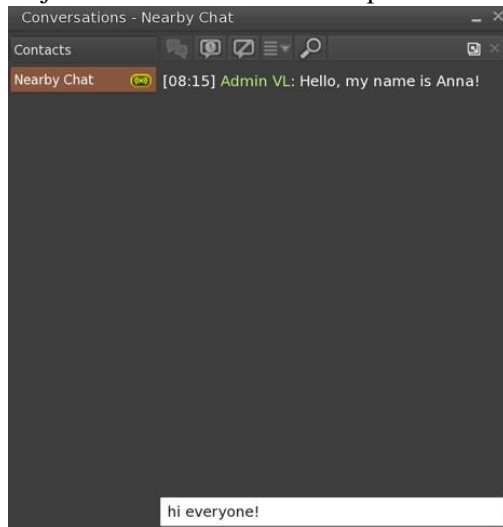 Conversations - Nearby Chat
Contacts
Nearby Chat
[08:15] Admin VL: Hello, my name is Anna!
hi everyone!